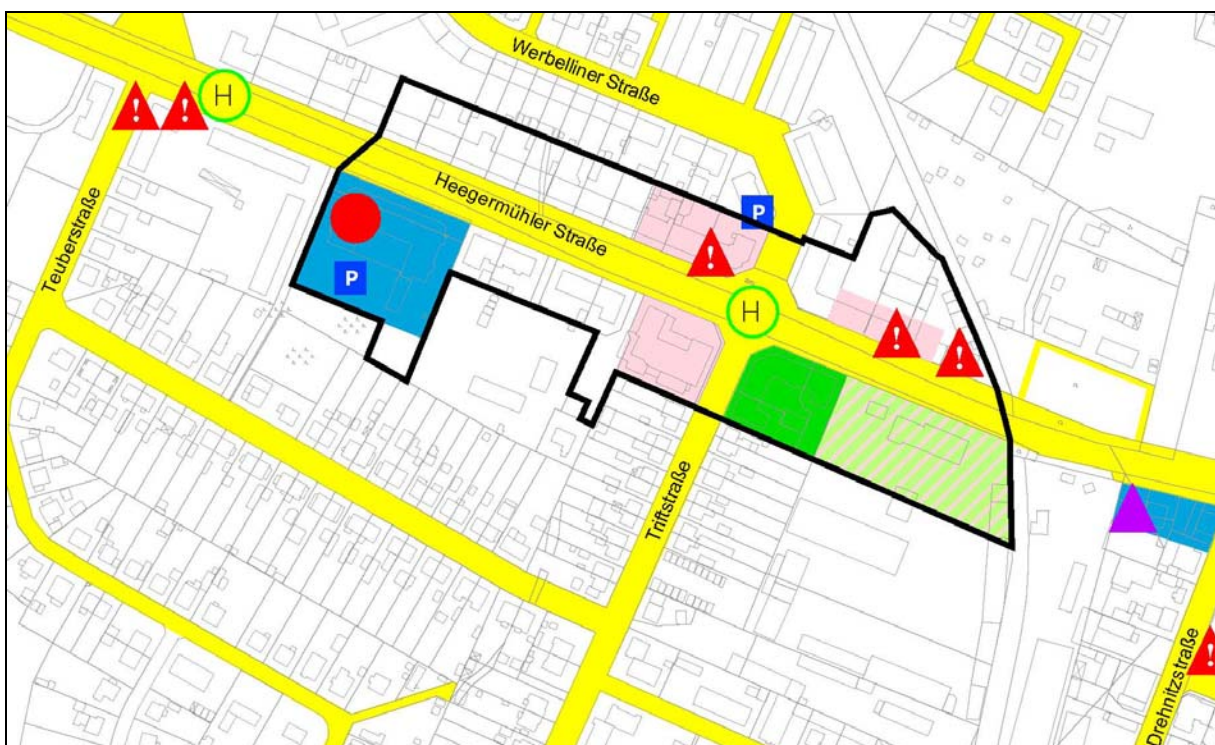 Werbelliner Straße
H
Heegermühler Straße
Teuberstraße
P
P
H
Triftstraße
Drehnitzstraße